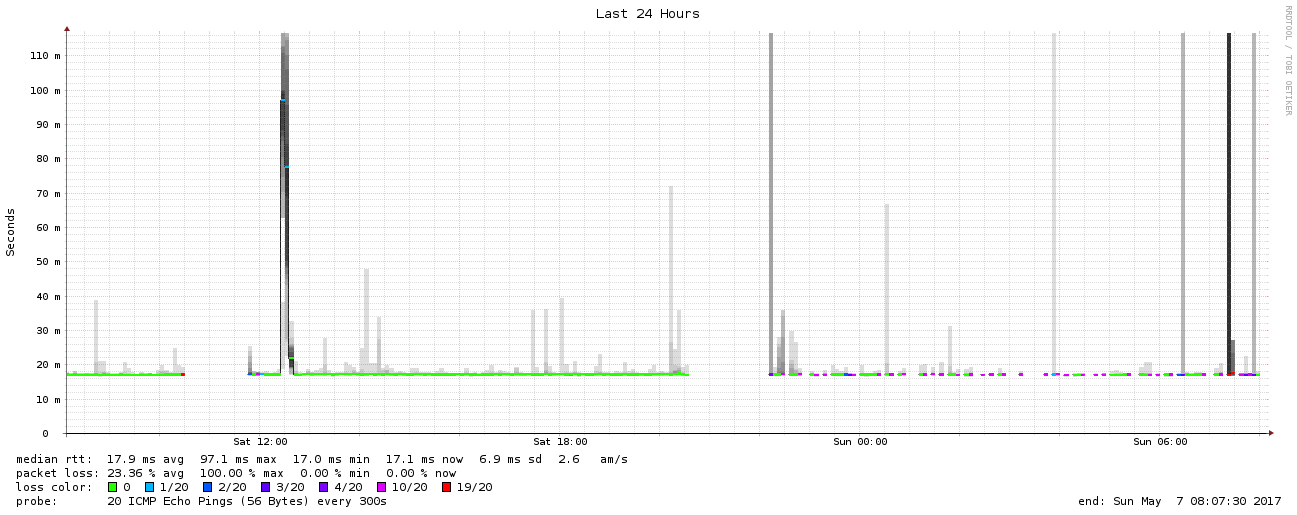 Last 24 Hours
RRDTOOL / TOBI OETIKER
Seconds
110 m
100 m
90 m
80 m
70 m
60 m
50 m
40 m
30 m
20 m
10 m
0
Sat 12:00 Sat 18:00 Sun 00:00 Sun 06:00
median rtt: 17.9 ms avg 97.1 ms max 17.0 ms min 17.1 ms now 6.9 ms sd 2.6 am/s
packet loss: 23.36 % avg 100.00 % max 0.00 % min 0.00 % now
loss color: 0 1/20 2/20 3/20 4/20 10/20 19/20
probe: 20 ICMP Echo Pings (56 Bytes) every 300s end: Sun May 7 08:07:30 2017